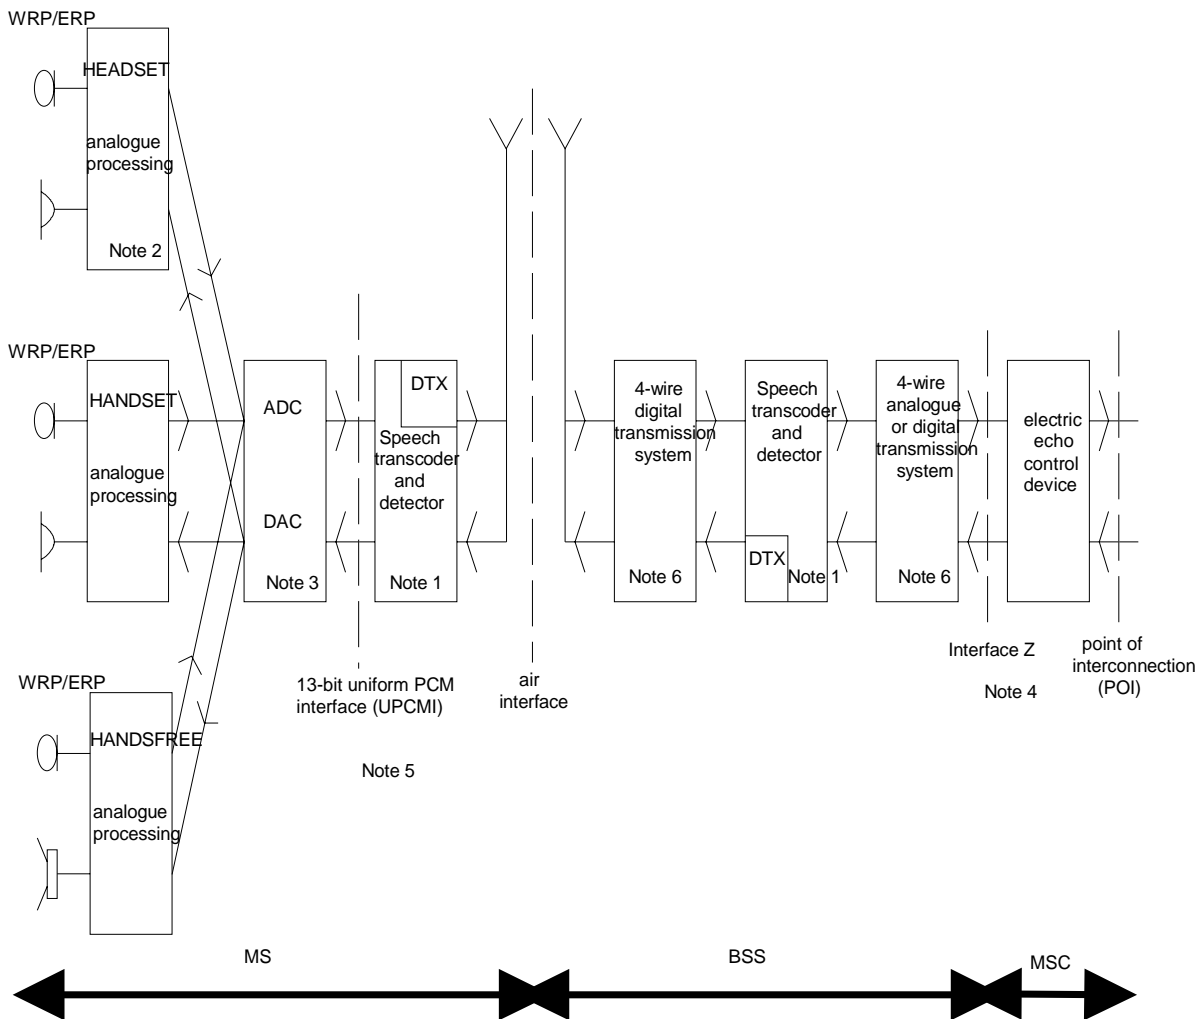 WRP/ERP
HEADSET
analogue
processing
Note 2
WRP/ERP
HANDSET
analogue
processing
ADC
DAC
Note 3
DTX
Speech
transcoder
and
detector
Note 1
4-wire
digital
transmission
system
Note 6
Speech
transcoder
and
detector
DTX
Note 1
4-wire
analogue
or digital
transmission
system
Note 6
electric
echo
control
device
WRP/ERP
HANDSFREE
analogue
processing
13-bit uniform PCM
interface (UPCMI)
Note 5
air
interface
Interface Z
Note 4
point of
interconnection
(POI)
MS
BSS
MSC